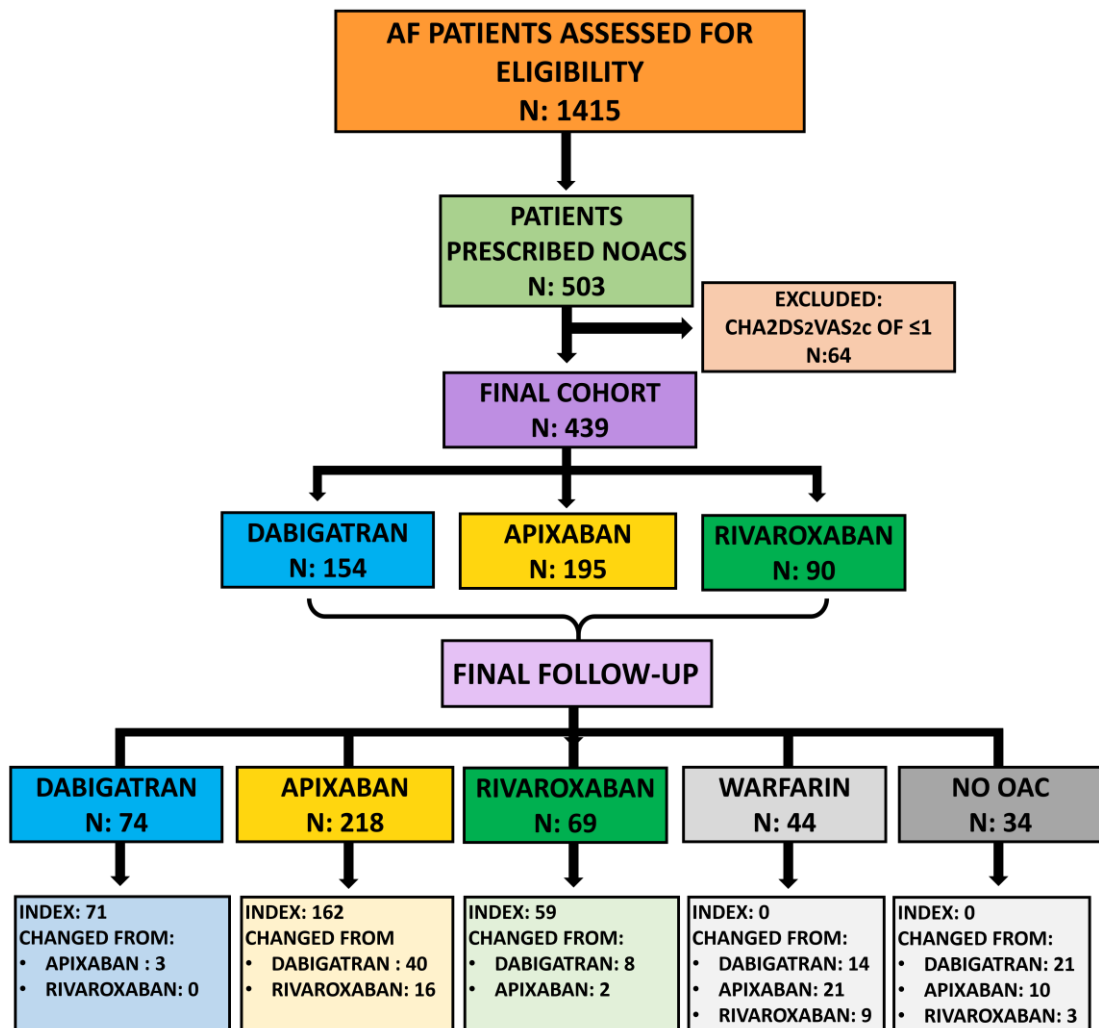 AF PATIENTS ASSESSED FOR
ELIGIBILITY
N: 1415
PATIENTS
PRESCRIBED NOACS
N: 503
EXCLUDED:
CHA2DS2VAS2c OF ≤1
N:64
FINAL COHORT
N: 439
DABIGATRAN
N: 154
APIXABAN
N: 195
RIVAROXABAN
N: 90
FINAL FOLLOW-UP
DABIGATRAN
N: 74
APIXABAN
N: 218
RIVAROXABAN
N: 69
WARFARIN
N: 44
NO OAC
N: 34
INDEX: 71
CHANGED FROM:
• APIXABAN : 3
• RIVAROXABAN: 0
INDEX: 162
CHANGED FROM
• DABIGATRAN : 40
• RIVAROXABAN: 16
INDEX: 59
CHANGED FROM:
• DABIGATRAN: 8
• APIXABAN: 2
INDEX: 0
CHANGED FROM:
• DABIGATRAN: 14
• APIXABAN: 21
• RIVAROXABAN: 9
INDEX: 0
CHANGED FROM:
• DABIGATRAN: 21
• APIXABAN: 10
• RIVAROXABAN: 3